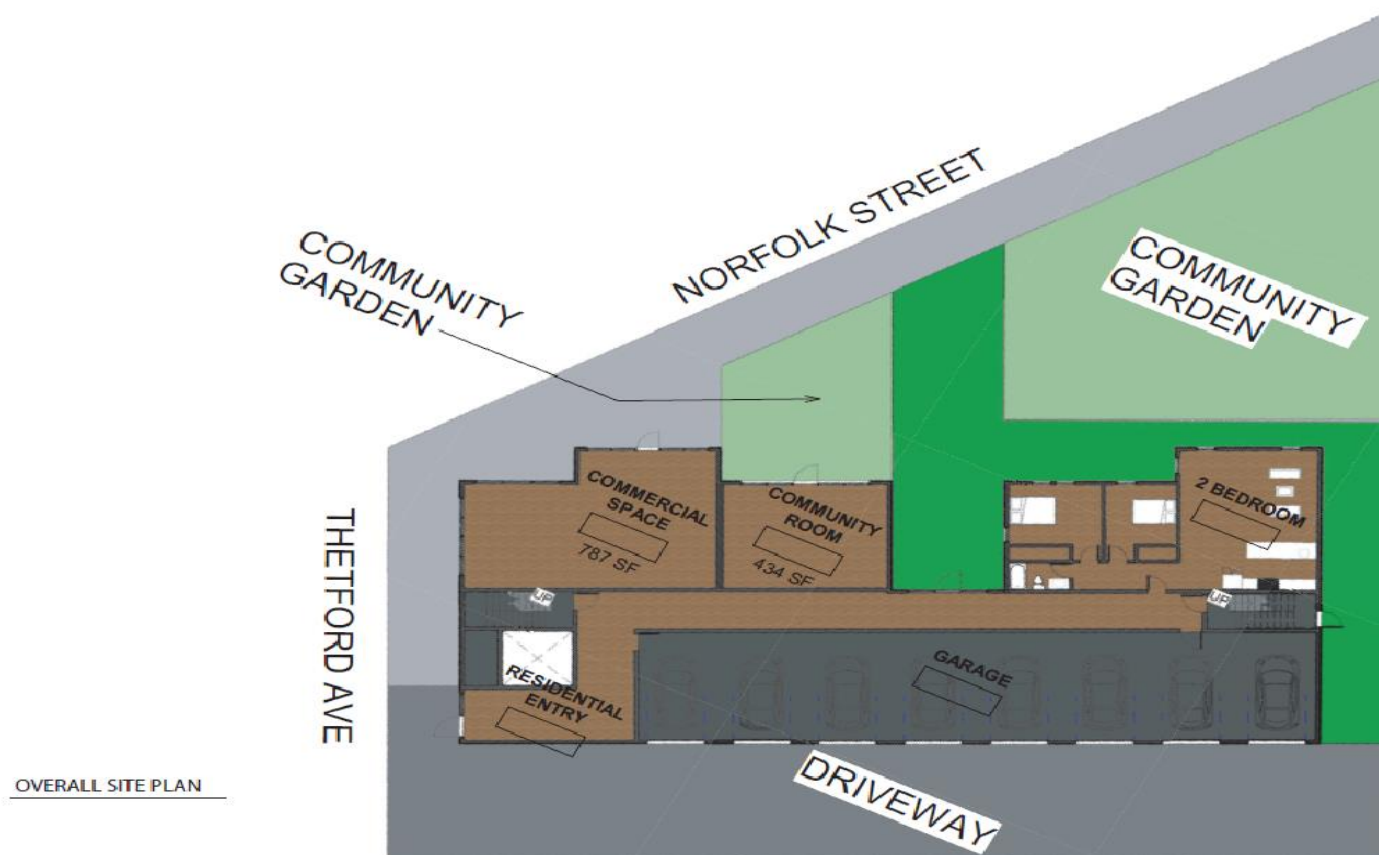 NORFOLK STREET
COMMUNITY
GARDEN
COMMUNITY
GARDEN
COMMERCIAL
SPACE
787 SF
COMMUNITY
ROOM
434 SF
2 BEDROOM
THETFORD AVE
UP
UP
RESIDENTIAL
ENTRY
GARAGE
DRIVEWAY
OVERALL SITE PLAN